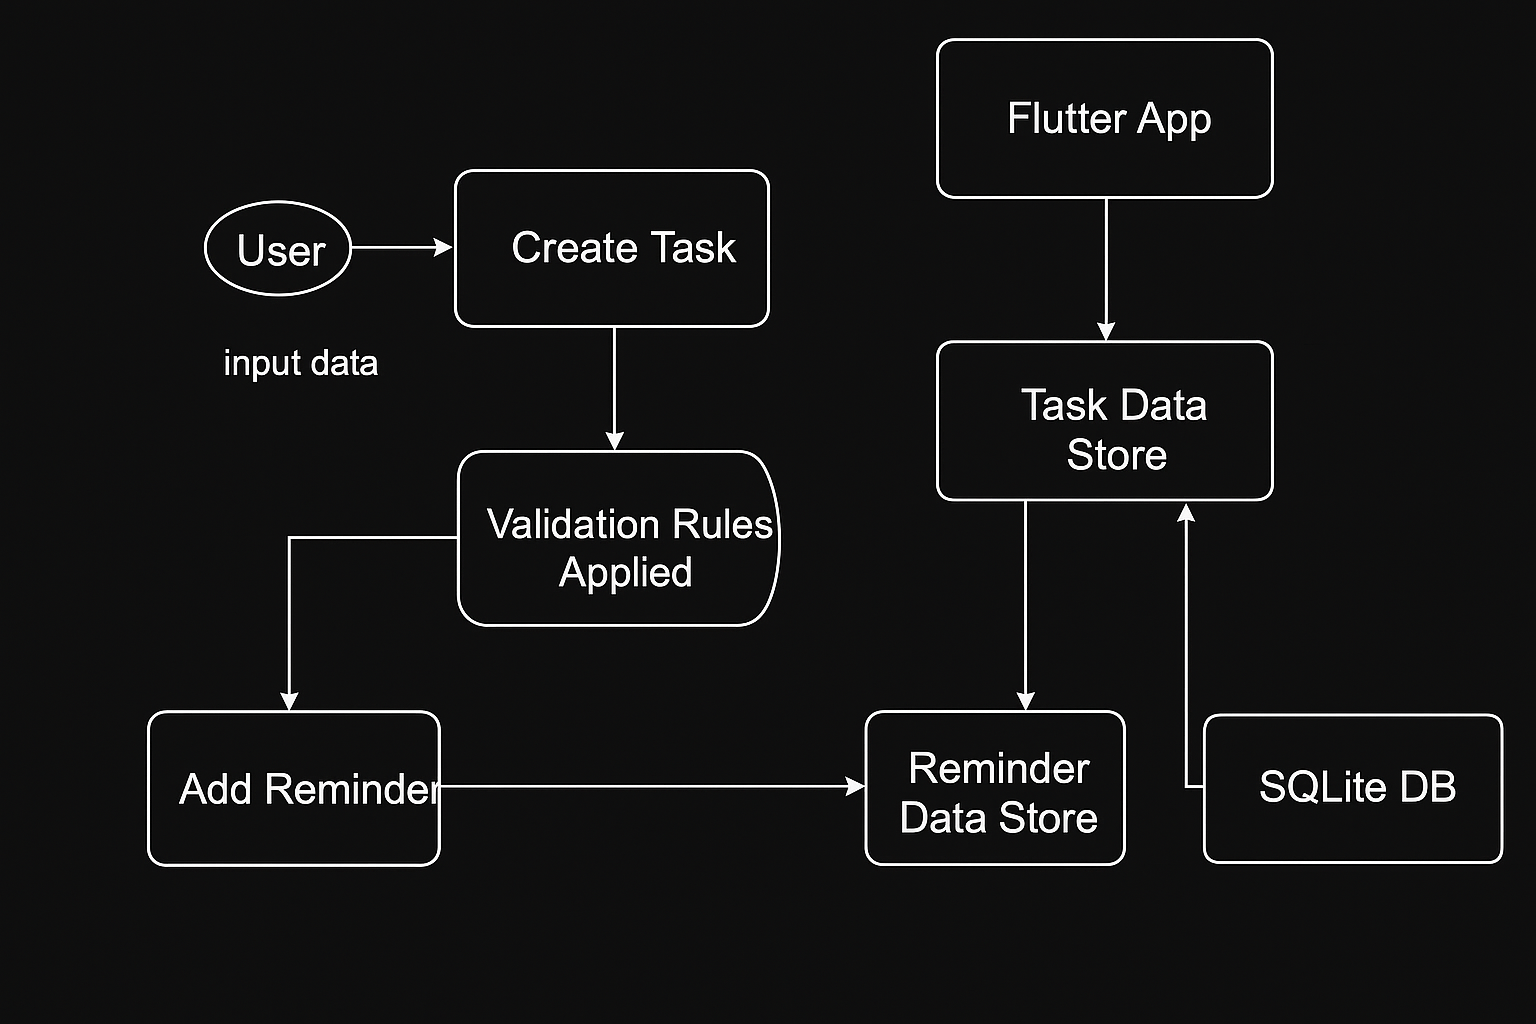 Flutter App
User
Create Task
input data
Task Data
Store
Validation Rules
Applied
Add Reminder
Reminder
Data Store
SQLite DB